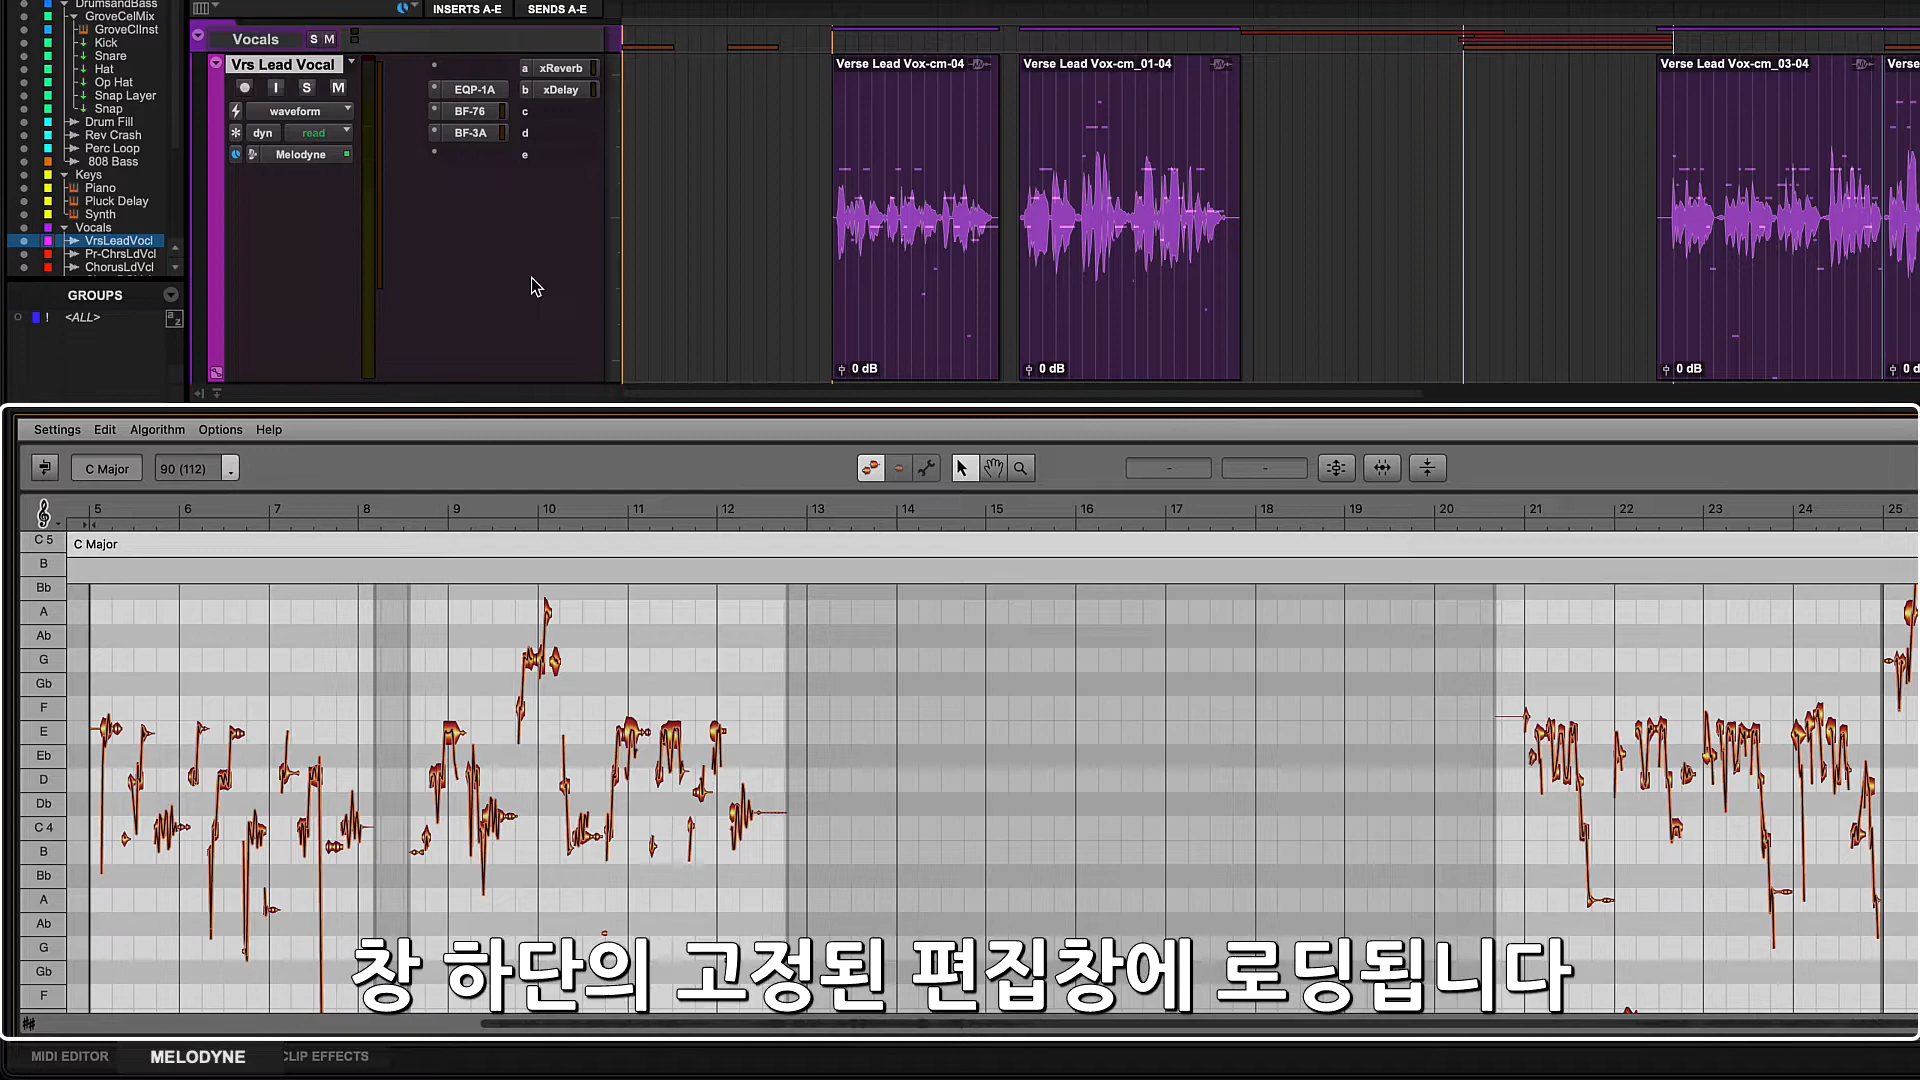 DrumsandBass
GroveCelMix
GroveClInst
Kick
Snare
Hat
Op Hat
Snap Layer
Snap
Drum Fill
Rev Crash
Perc Loop
808 Bass
Keys
Piano
Pluck Delay
Synth
Vocals
VrsLeadVocl
Pr-ChrsLdVcl
ChorusLdVcl
GROUPS
! <ALL>
a z
INSERTS A-E SENDS A-E
Vocals S M
Vrs Lead Vocal
I S M
waveform
dyn read
Melodyne
EQP-1A
BF-76
BF-3A
a xReverb
b xDelay
c
d
e
Verse Lead Vox-cm-04
Verse Lead Vox-cm_01-04
Verse Lead Vox-cm_03-04
Verse
0 dB
0 dB
0 dB
0 d
Settings Edit Algorithm Options Help
C Major 90 (112) - -
5 6 7 8 9 10 11 12 13 14 15 16 17 18 19 20 21 22 23 24 25
C 5 C Major
B
Bb
A
Ab
G
Gb
F
E
Eb
D
Db
C 4
B
Bb
A
Ab
G
Gb
F
창 하단의 고정된 편집창에 로딩됩니다
MIDI EDITOR MELODYNE CLIP EFFECTS